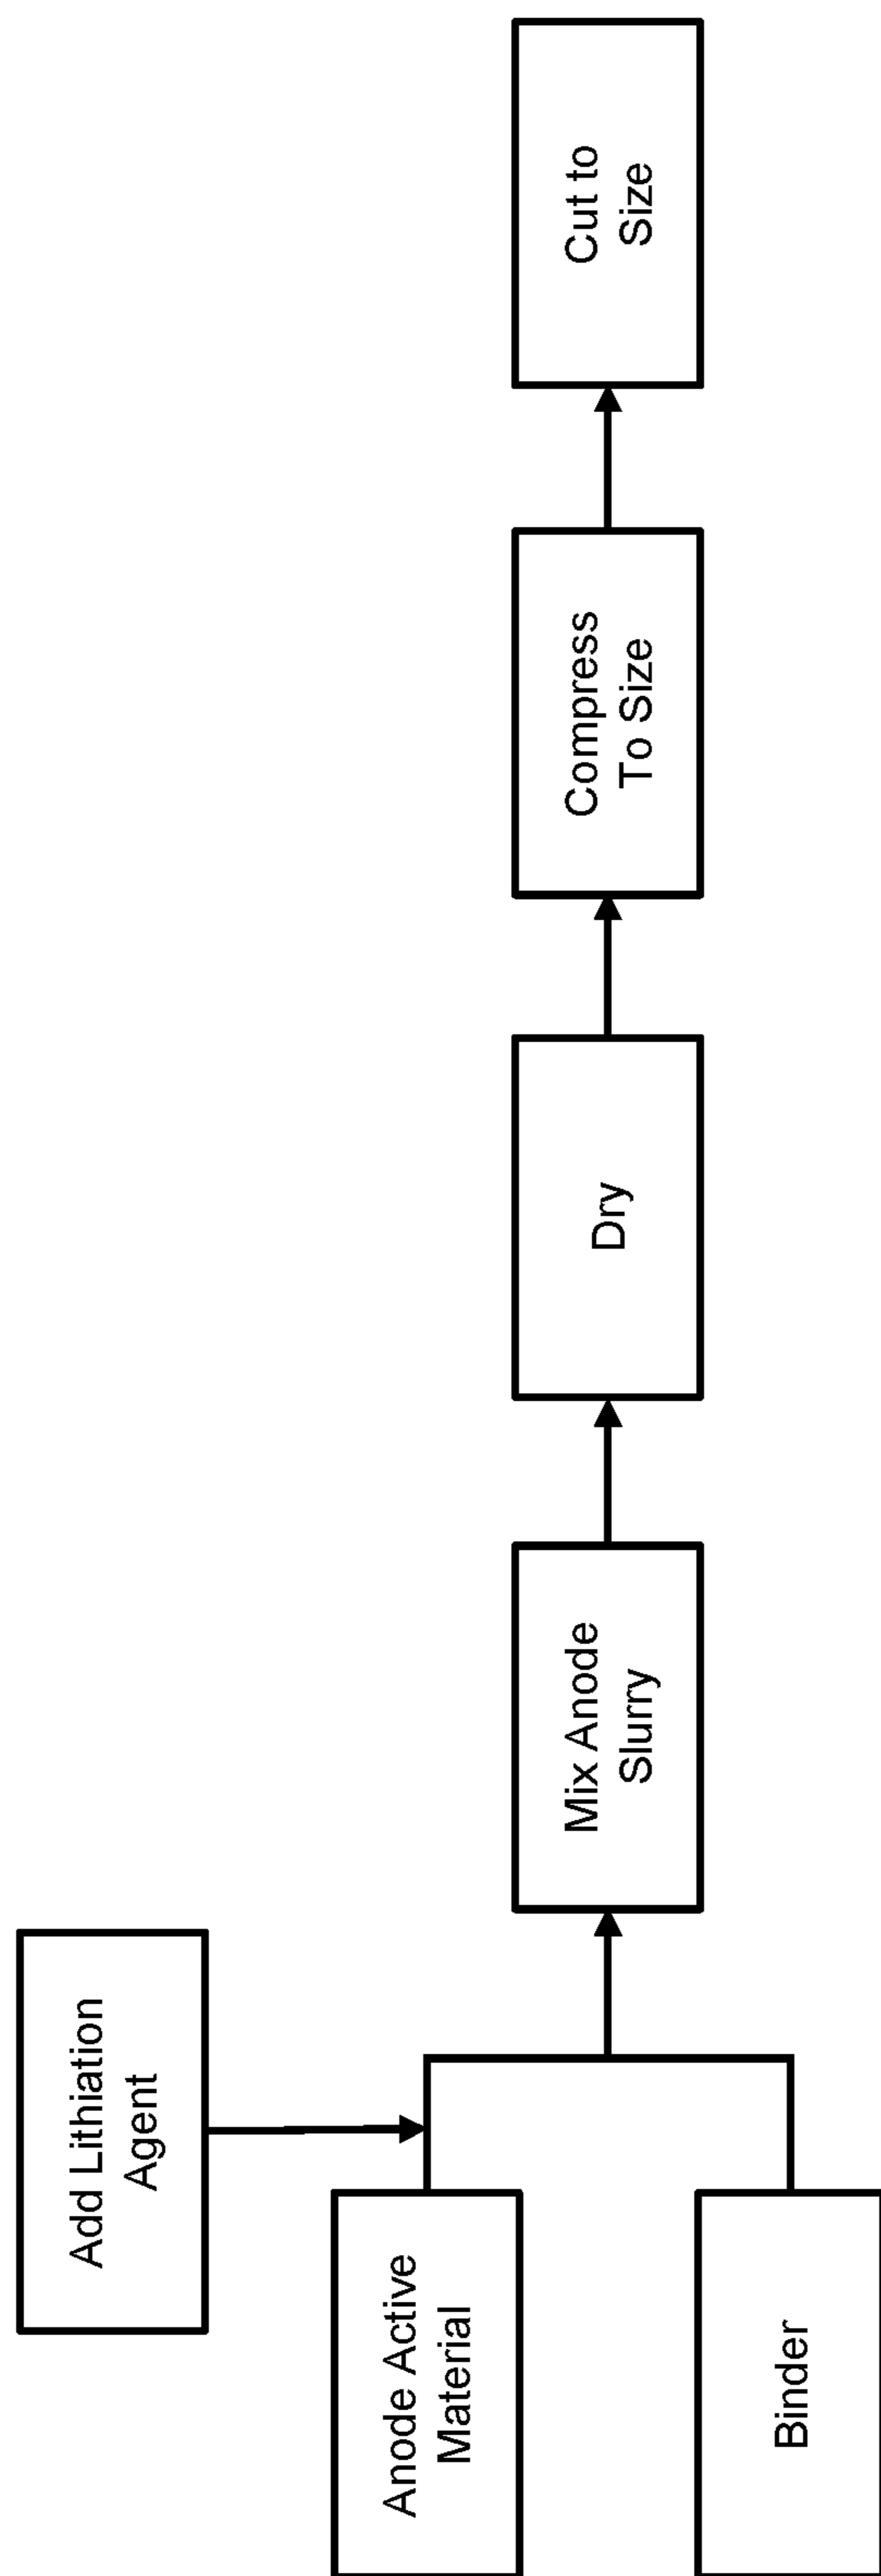 Add Lithiation
Agent
Anode Active
Material
Binder
Mix Anode
Slurry
Dry
Compress
To Size
Cut to
Size